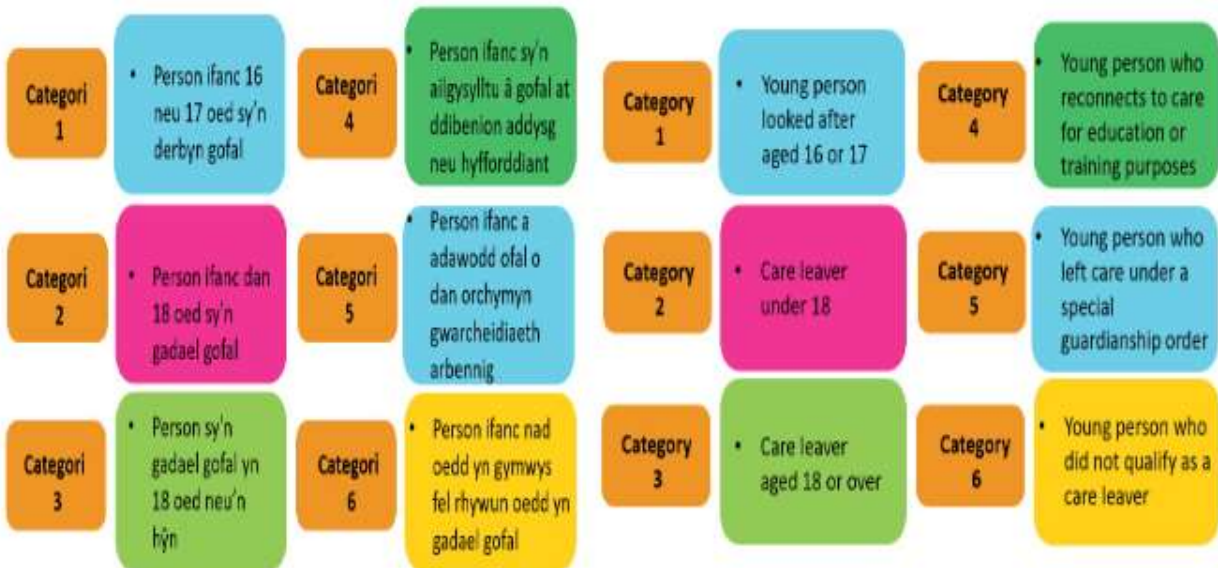 Categori
1
• Person ifanc 16
neu 17 oed sy'n
derbyn gofal
Categori
4
• Person ifanc sy'n
ailgysylltu â gofal at
ddibenion addysg
neu hyfforddiant
Categori
2
• Person ifanc dan
18 oed sy'n
gadael gofal
Categori
5
• Person ifanc a
adawodd ofal o
dan orchymyn
gwarcheidiaeth
arbennig
Categori
3
• Person sy'n
gadael gofal yn
18 oed neu'n
hŷn
Categori
6
• Person ifanc nad
oedd yn gymwys
fel rhywun oedd yn
gadael gofal
Category
1
• Young person
looked after
aged 16 or 17
Category
4
• Young person who
reconnects to care
for education or
training purposes
Category
2
• Care leaver
under 18
Category
5
• Young person who
left care under a
special
guardianship order
Category
3
• Care leaver
aged 18 or over
Category
6
• Young person who
did not qualify as a
care leaver